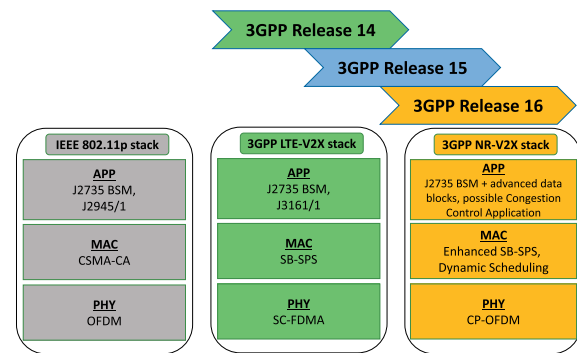 3GPP Release 14
3GPP Release 15
3GPP Release 16
IEEE 802.11p stack
APP
J2735 BSM,
J2945/1
MAC
CSMA-CA
PHY
OFDM
3GPP LTE-V2X stack
APP
J2735 BSM,
J3161/1
MAC
SB-SPS
PHY
SC-FDMA
3GPP NR-V2X stack
APP
J2735 BSM + advanced data
blocks, possible Congestion
Control Application
MAC
Enhanced SB-SPS,
Dynamic Scheduling
PHY
CP-OFDM